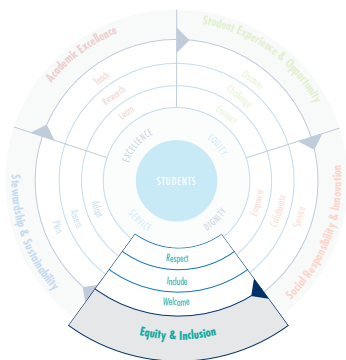 Academic Excellence
Teach
Research
Learn
Student Experience & Opportunity
Discover
Challenge
Connect
EXCELLENCE
EQUITY
STUDENTS
SERVICE
DIGNITY
Stewardship & Sustainability
Plan
Assess
Adapt
Empower
Collaborate
Service
Social Responsibility & Innovation
Respect
Include
Welcome
Equity & Inclusion